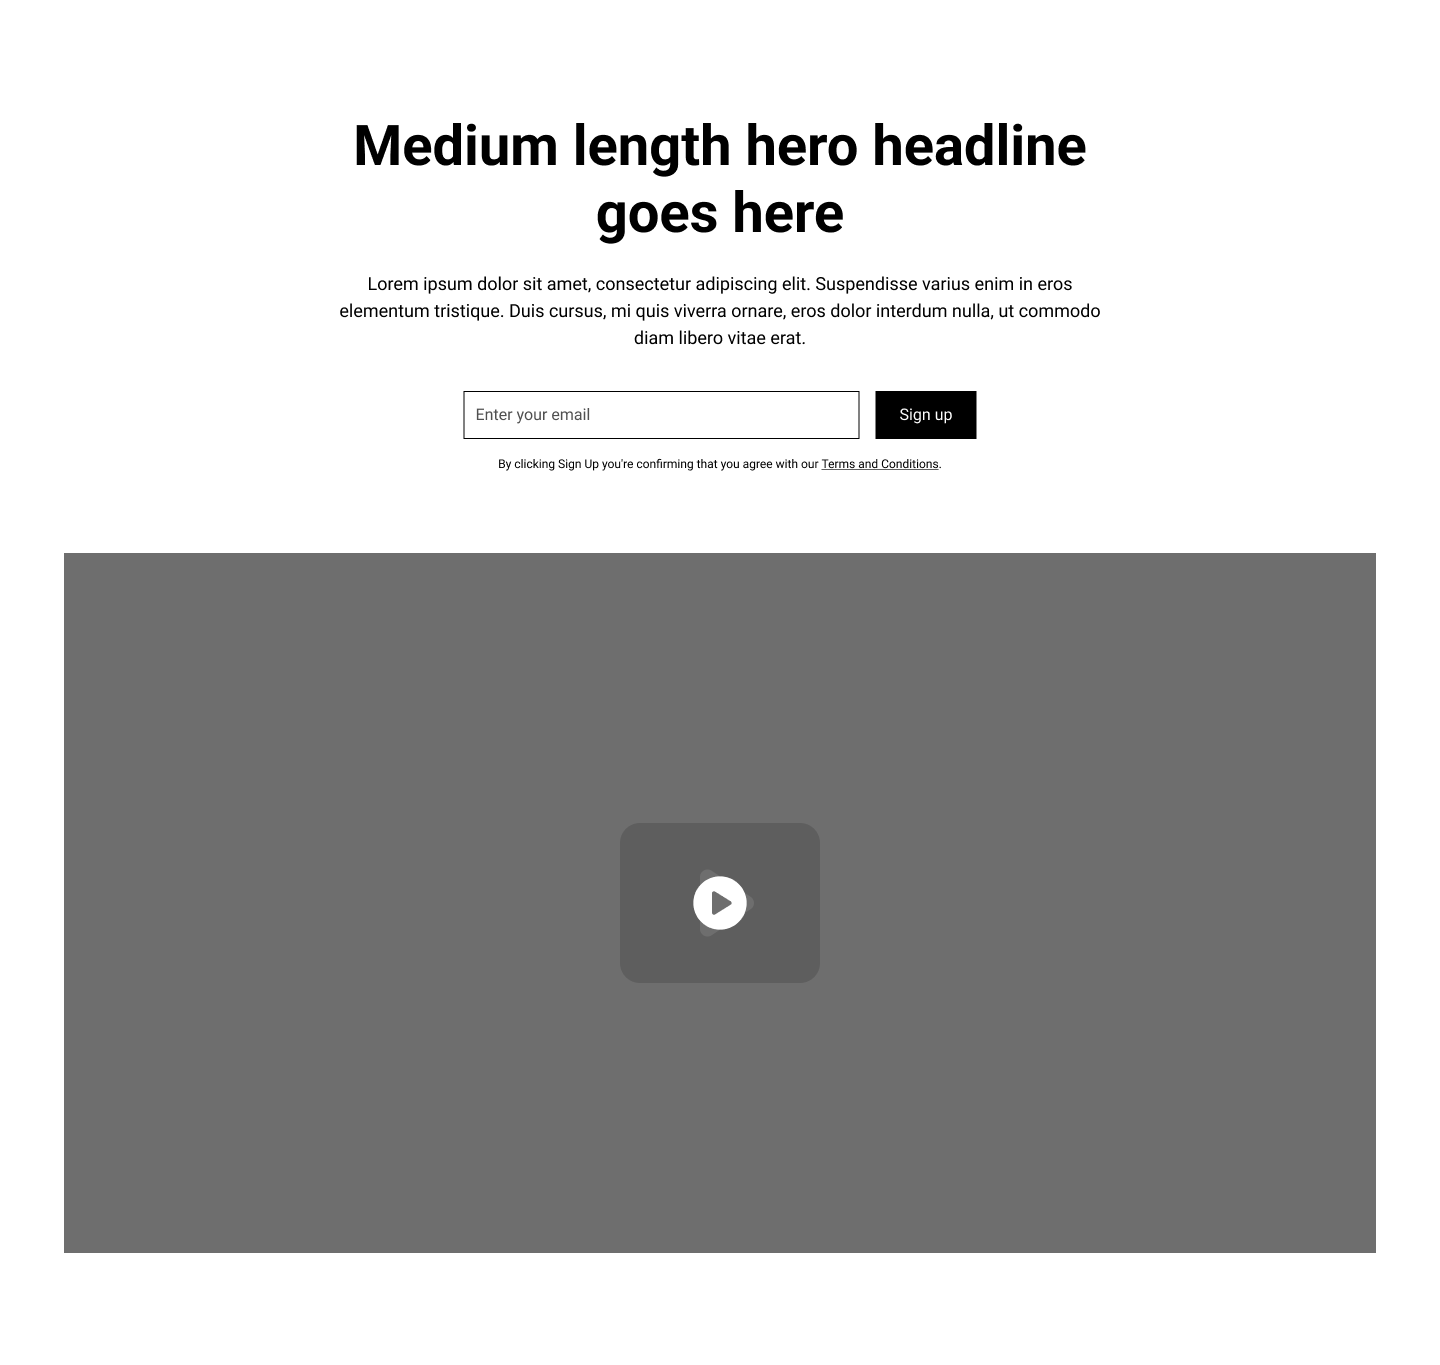 Medium length hero headline
goes here
Lorem ipsum dolor sit amet, consectetur adipiscing elit. Suspendisse varius enim in eros
elementum tristique. Duis cursus, mi quis viverra ornare, eros dolor interdum nulla, ut commodo
diam libero vitae erat.
Enter your email
Sign up
By clicking Sign Up you're confirming that you agree with our Terms and Conditions.